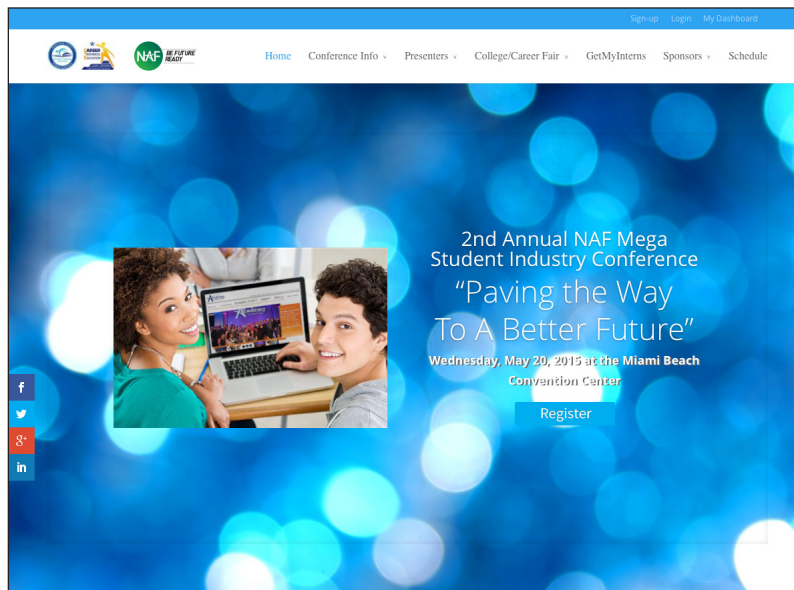 Sign-up Login My Dashboard
NAF BE FUTURE
READY
Home Conference Info Presenters College/Career Fair GetMyInterns Sponsors Schedule
2nd Annual NAF Mega
Student Industry Conference
“Paving the Way
To A Better Future”
Wednesday, May 20, 2015 at the Miami Beach
Convention Center
Register
f
g+
in